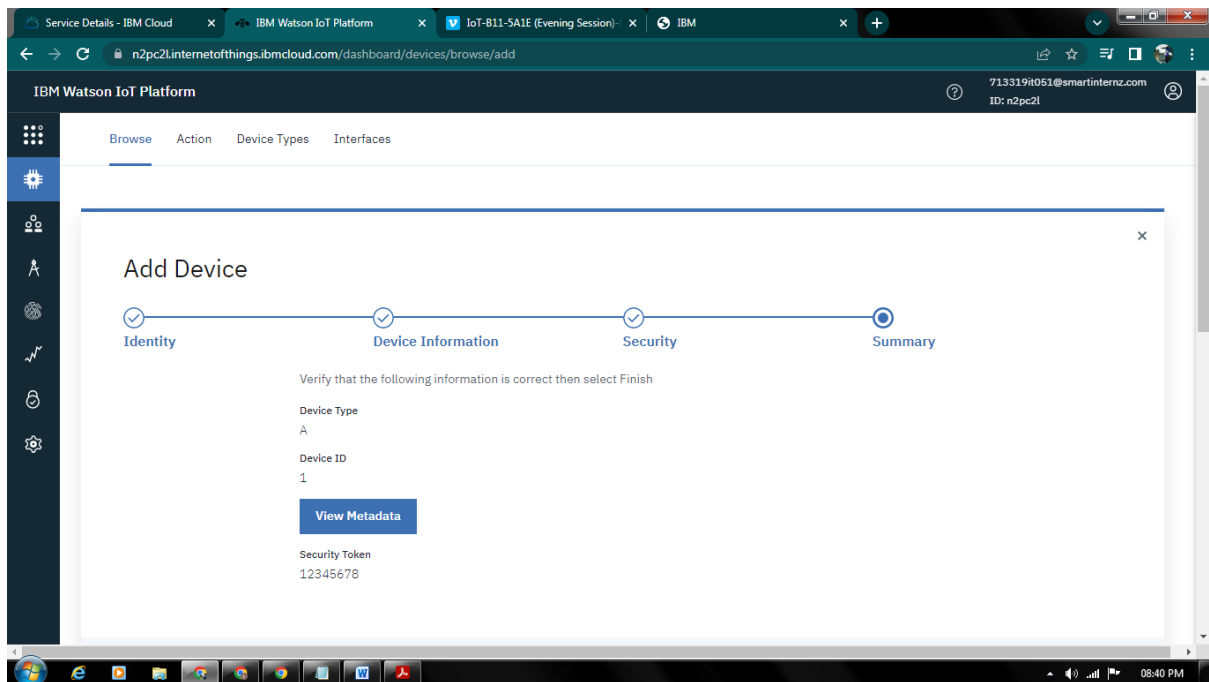 Service Details - IBM Cloud
IBM Watson IoT Platform
IoT-B11-5A1E (Evening Session)-
IBM
n2pc2l.internetofthings.ibmcloud.com/dashboard/devices/browse/add
IBM Watson IoT Platform
713319it051@smartinternz.com
ID: n2pc2l
Browse Action Device Types Interfaces
Add Device
Identity Device Information Security Summary
Verify that the following information is correct then select Finish
Device Type
A
Device ID
1
View Metadata
Security Token
12345678
08:40 PM